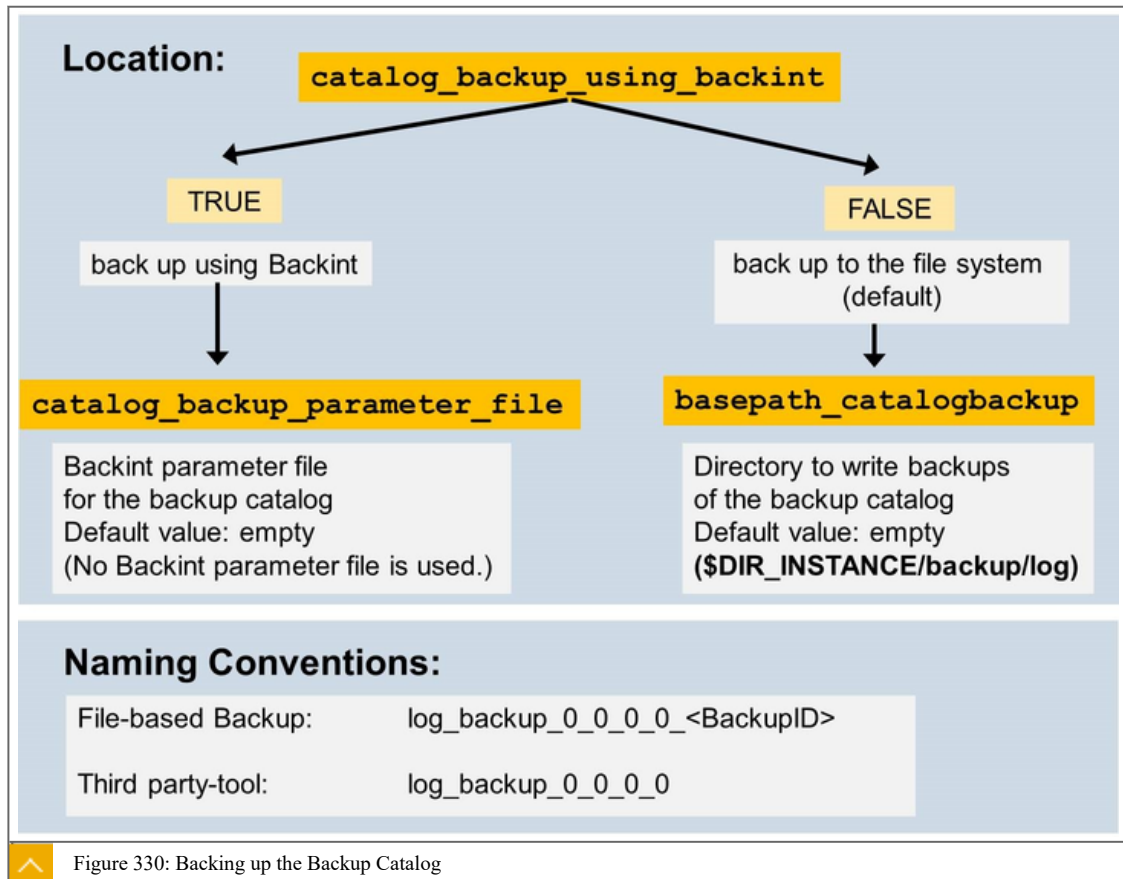 Location:
catalog_backup_using_backint
TRUE
FALSE
back up using Backint
back up to the file system
(default)
catalog_backup_parameter_file
basepath_catalogbackup
Backint parameter file
for the backup catalog
Default value: empty
(No Backint parameter file is used.)
Directory to write backups
of the backup catalog
Default value: empty
($DIR_INSTANCE/backup/log)
Naming Conventions:
File-based Backup: log_backup_0_0_0_0_<BackupID>
Third party-tool: log_backup_0_0_0_0
Figure 330: Backing up the Backup Catalog